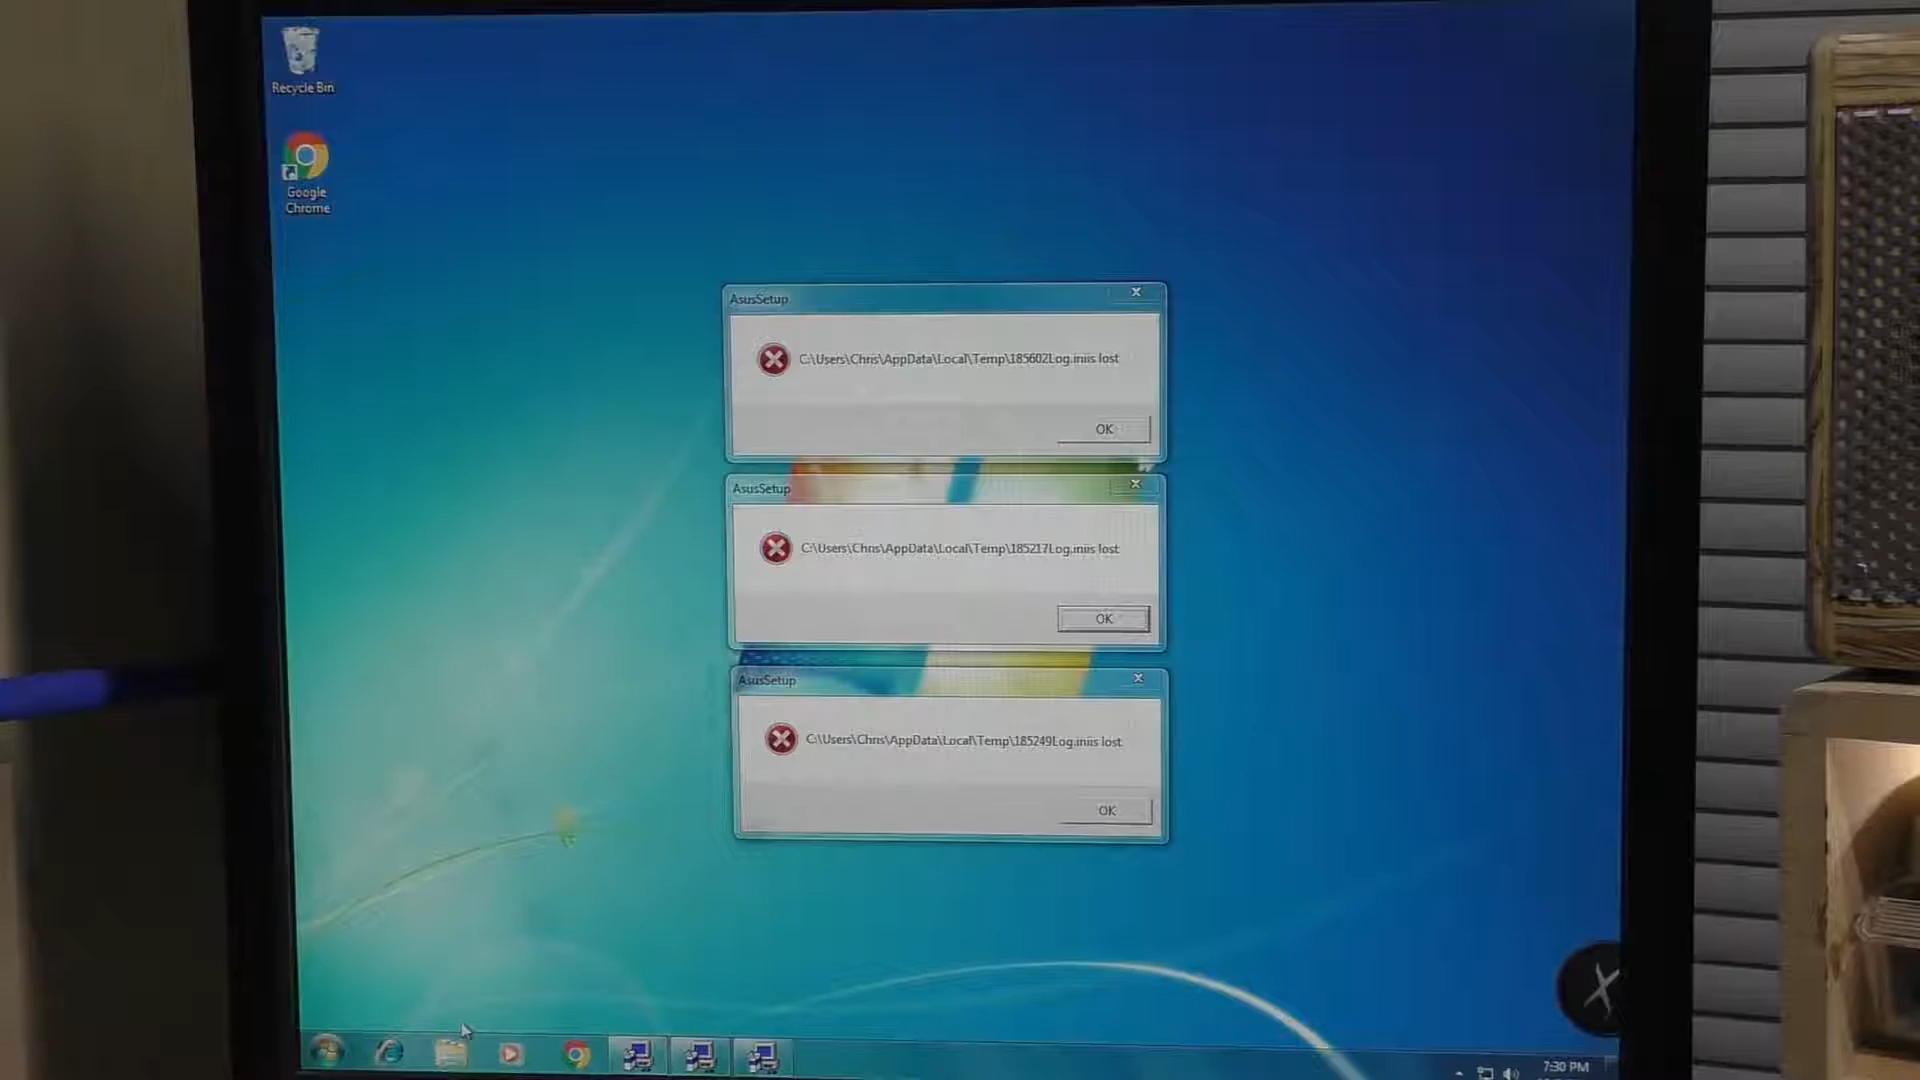 Recycle Bin
Google
Chrome
AsusSetup
C:\Users\Chris\AppData\Local\Temp\185602Log.iniis lost
OK
AsusSetup
C:\Users\Chris\AppData\Local\Temp\185217Log.iniis lost
OK
AsusSetup
C:\Users\Chris\AppData\Local\Temp\185249Log.iniis lost
OK
7:30 PM